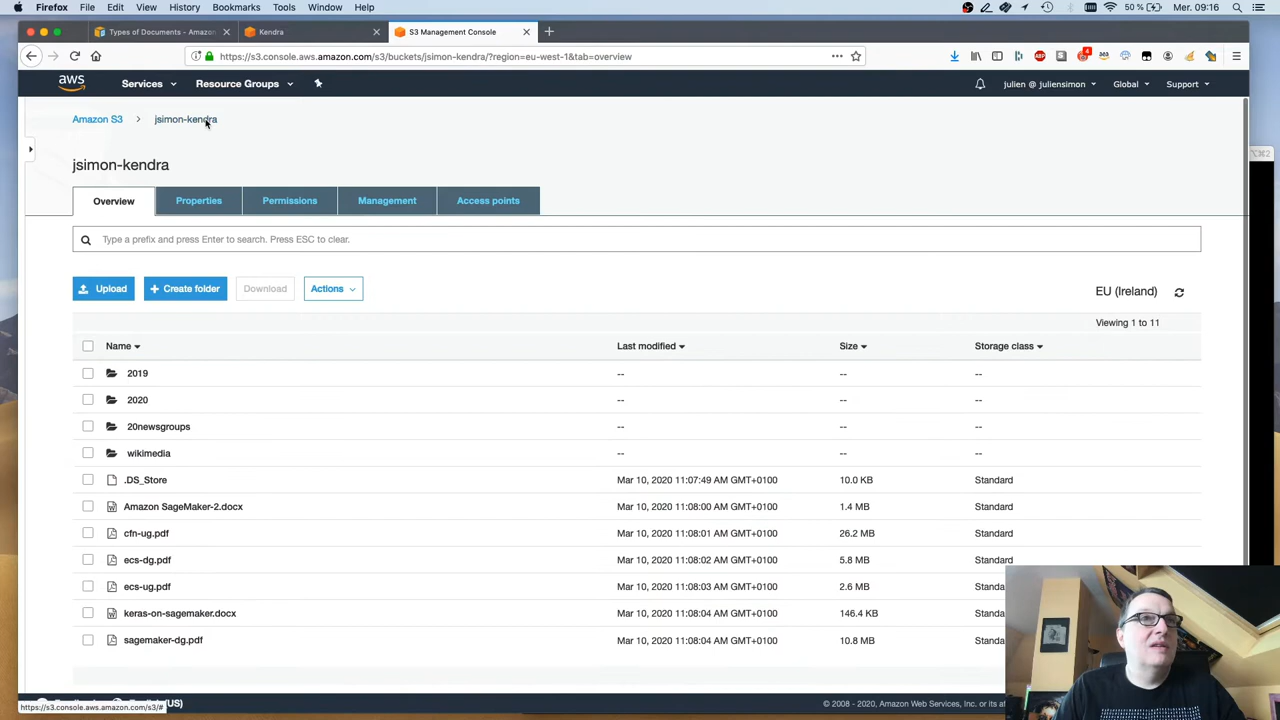 Firefox File Edit View History Bookmarks Tools Window Help 50 % Mer. 09:16
Types of Documents - Amazon Kendra S3 Management Console
https://s3.console.aws.amazon.com/s3/buckets/jsimon-kendra/?region=eu-west-1&tab=overview
aws Services Resource Groups julien @ juliensimon Global Support
Amazon S3 jsimon-kendra
jsimon-kendra
Overview Properties Permissions Management Access points
Type a prefix and press Enter to search. Press ESC to clear.
Upload Create folder Download Actions EU (Ireland)
Viewing 1 to 11
Name Last modified Size Storage class
2019 -- -- --
2020 -- -- --
20newsgroups -- -- --
wikimedia -- -- --
.DS_Store Mar 10, 2020 11:07:49 AM GMT+0100 10.0 KB Standard
Amazon SageMaker-2.docx Mar 10, 2020 11:08:00 AM GMT+0100 1.4 MB Standard
cfn-ug.pdf Mar 10, 2020 11:08:01 AM GMT+0100 26.2 MB Standard
ecs-dg.pdf Mar 10, 2020 11:08:02 AM GMT+0100 5.8 MB Standard
ecs-ug.pdf Mar 10, 2020 11:08:03 AM GMT+0100 2.6 MB Standa
keras-on-sagemaker.docx Mar 10, 2020 11:08:04 AM GMT+0100 146.4 KB Standa
sagemaker-dg.pdf Mar 10, 2020 11:08:04 AM GMT+0100 10.8 MB Standa
https://s3.console.aws.amazon.com/s3/# (US) © 2008 - 2020, Amazon Web Services, Inc. or its